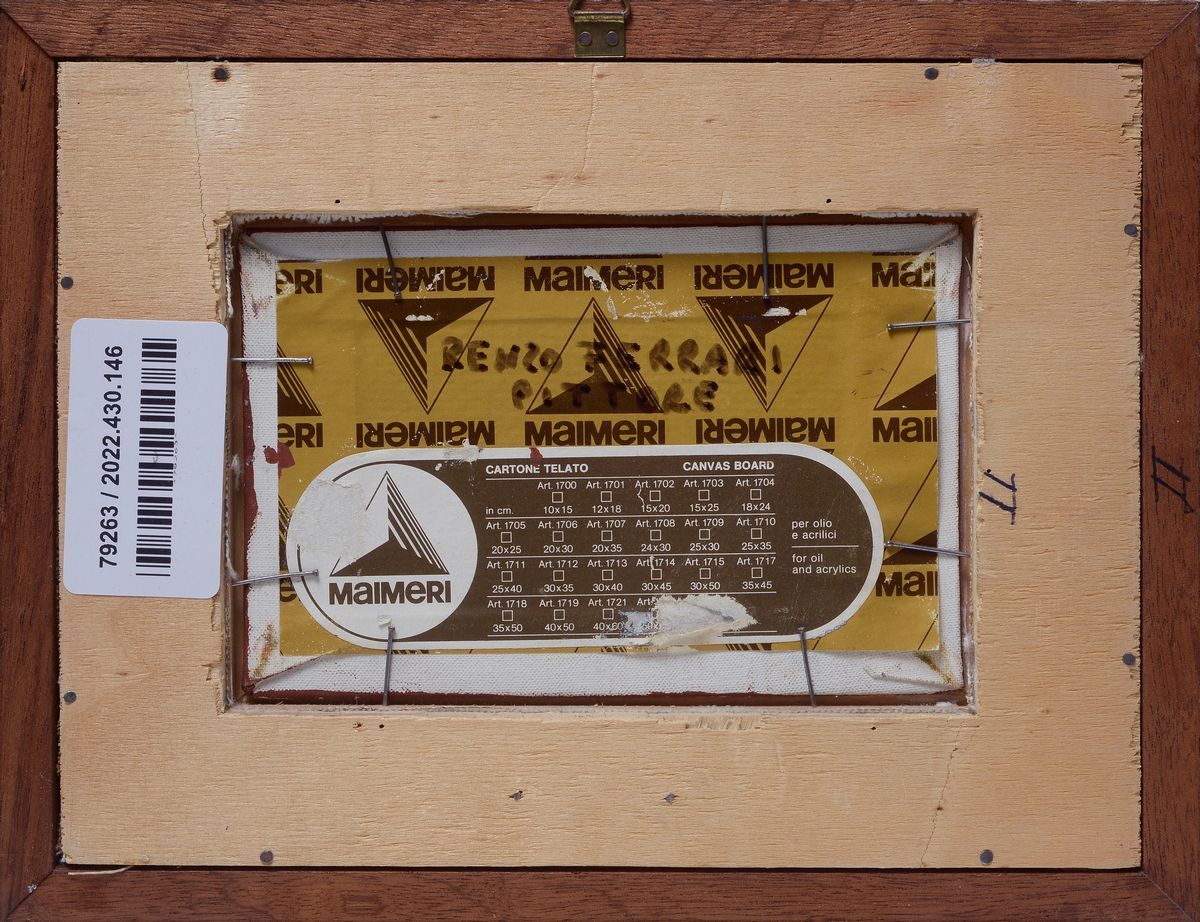 MaIMeRI MaIMeRI MaIMeRI
RENZO FERRARI
PITTURE
MaIMeRI MaIMeRI MaIMeRI
79263 / 2022.430.146
CARTONE TELATO CANVAS BOARD
Art. 1700 Art. 1701 Art. 1702 Art. 1703 Art. 1704
in cm. 10x15 12x18 15x20 15x25 18x24
Art. 1705 Art. 1706 Art. 1707 Art. 1708 Art. 1709 Art. 1710
20x25 20x30 20x35 24x30 25x30 25x35
Art. 1711 Art. 1712 Art. 1713 Art. 1714 Art. 1715 Art. 1717
25x40 30x35 30x40 30x45 30x50 35x45
Art. 1718 Art. 1719 Art. 1721
35x50 40x50 40x60
per olio
e acrilici
for oil
and acrylics
MaIMeRI
II
II